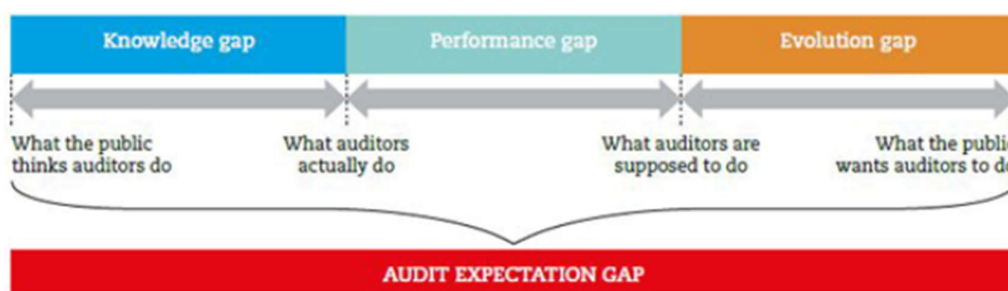 Knowledge gap
Performance gap
Evolution gap
What the public
thinks auditors do
What auditors
actually do
What auditors are
supposed to do
What the publi
wants auditors to d
AUDIT EXPECTATION GAP